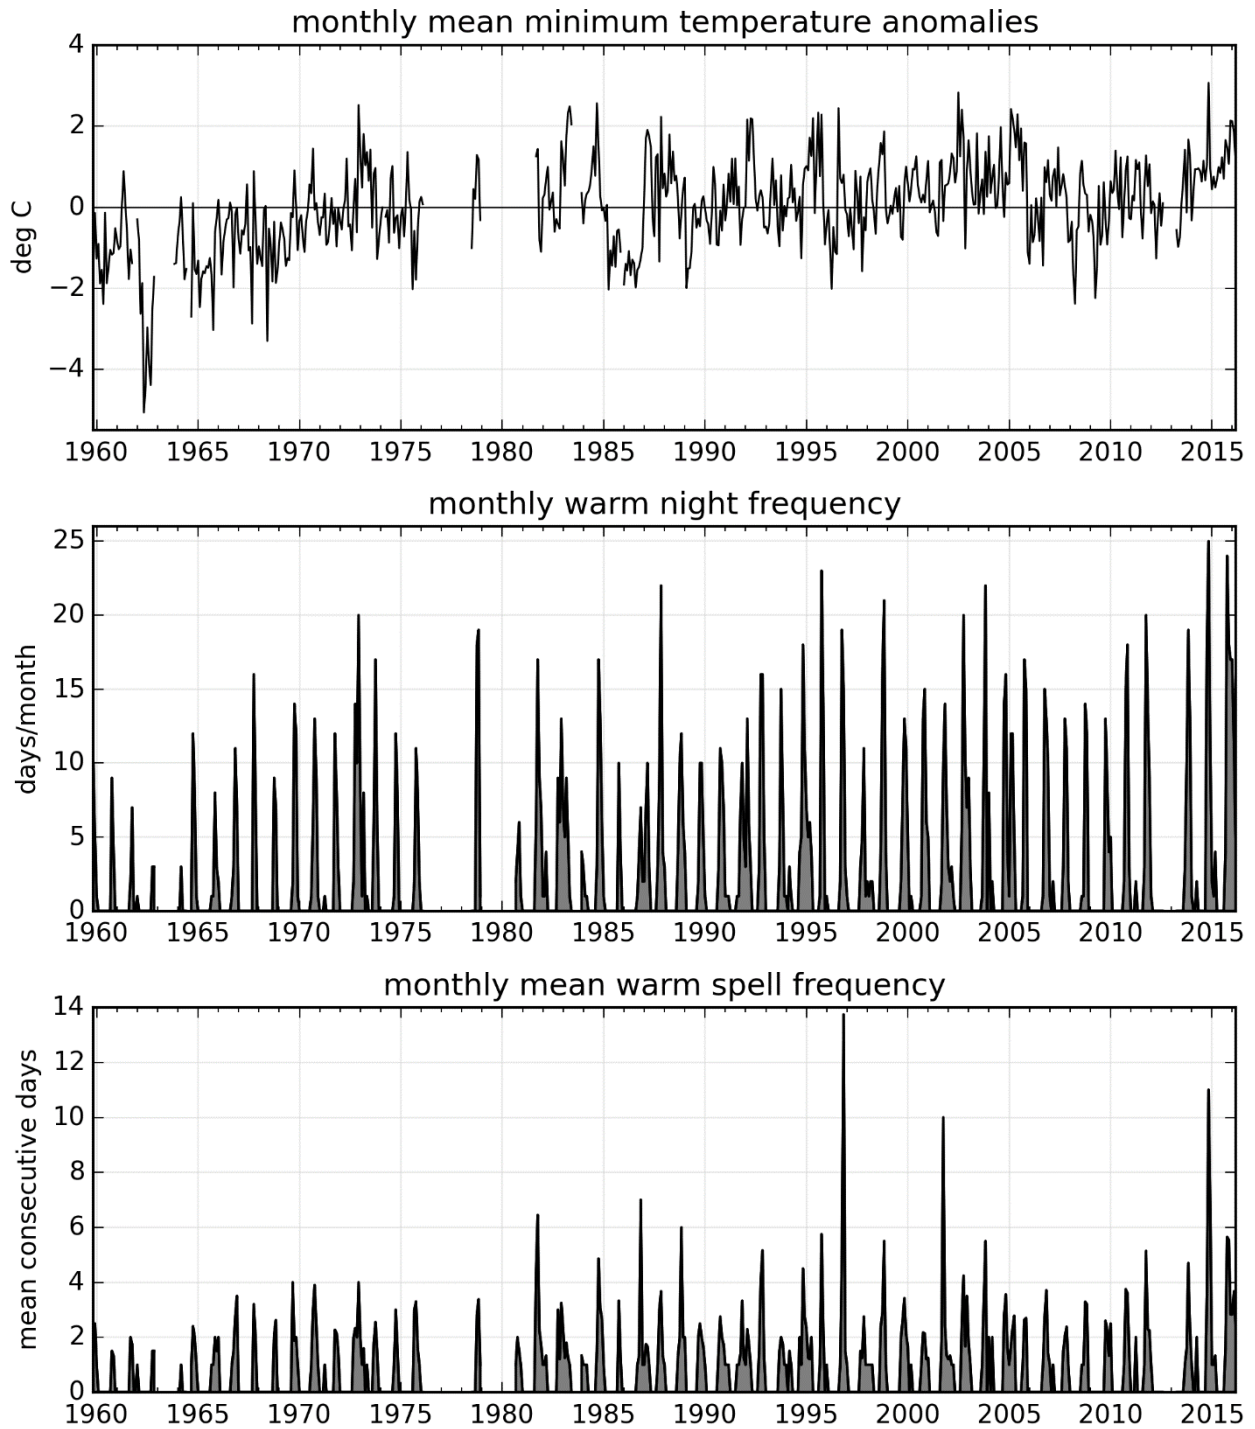 monthly mean minimum temperature anomalies
4
2
0
−2
−4
deg C
1960 1965 1970 1975 1980 1985 1990 1995 2000 2005 2010 2015
monthly warm night frequency
25
20
15
10
5
0
days/month
1960 1965 1970 1975 1980 1985 1990 1995 2000 2005 2010 2015
monthly mean warm spell frequency
14
12
10
8
6
4
2
0
mean consecutive days
1960 1965 1970 1975 1980 1985 1990 1995 2000 2005 2010 2015